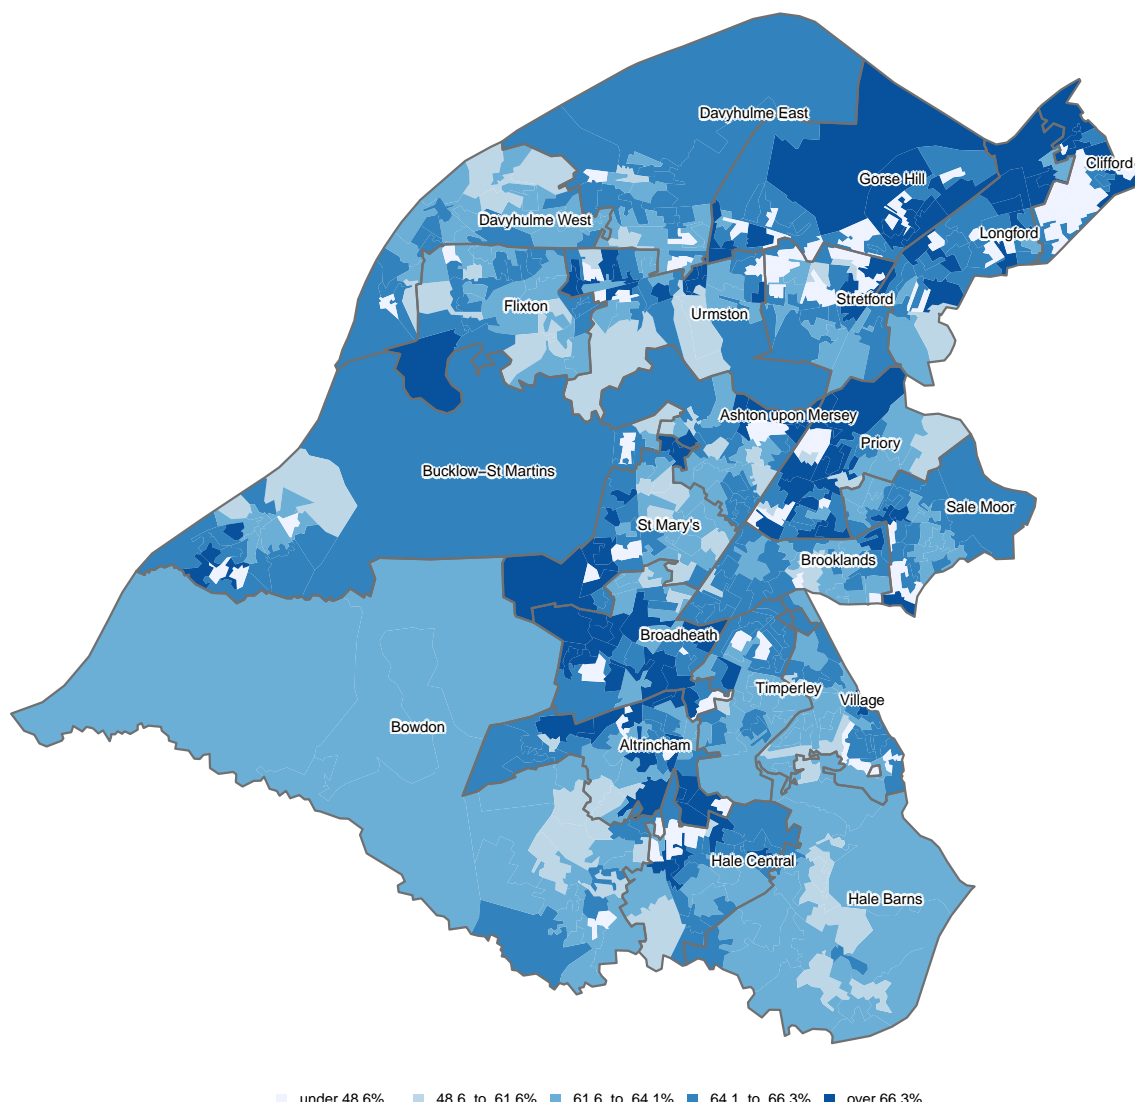 Davyhulme East
Clifford
Gorse Hill
Davyhulme West
Longford
Stretford
Flixton
Urmston
Ashton upon Mersey
Priory
Bucklow–St Martins
Sale Moor
St Mary's
Brooklands
Broadheath
Timperley
Village
Bowdon
Altrincham
Hale Central
Hale Barns
under 48.6% 48.6 to 61.6% 61.6 to 64.1% 64.1 to 66.3% over 66.3%